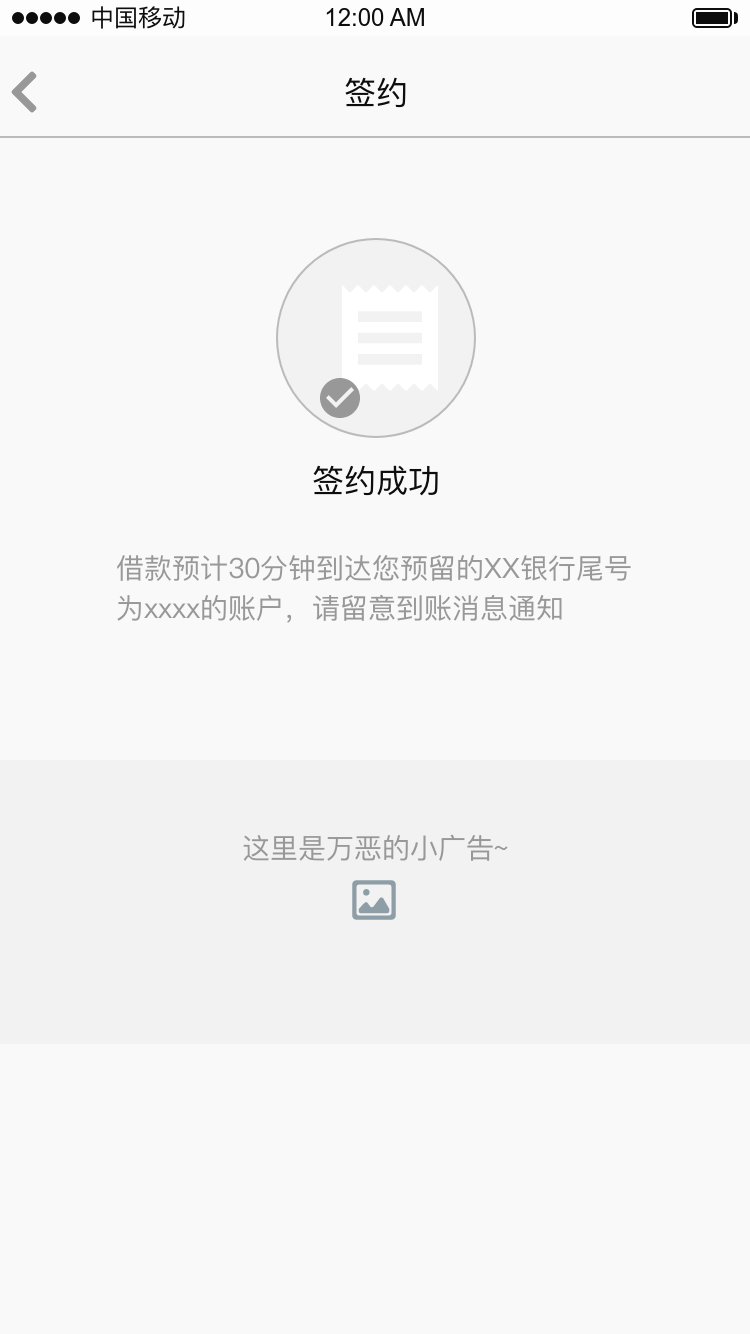 中国移动 12:00 AM
签约
签约成功
借款预计30分钟到达您预留的XX银行尾号
为xxxx的账户，请留意到账消息通知
这里是万恶的小广告~